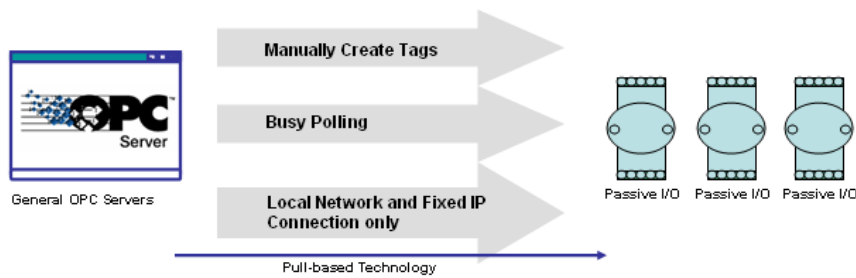 Manually Create Tags
OPC™
Server
Busy Polling
General OPC Servers
Local Network and Fixed IP
Connection only
Passive I/O Passive I/O Passive I/O
Pull-based Technology